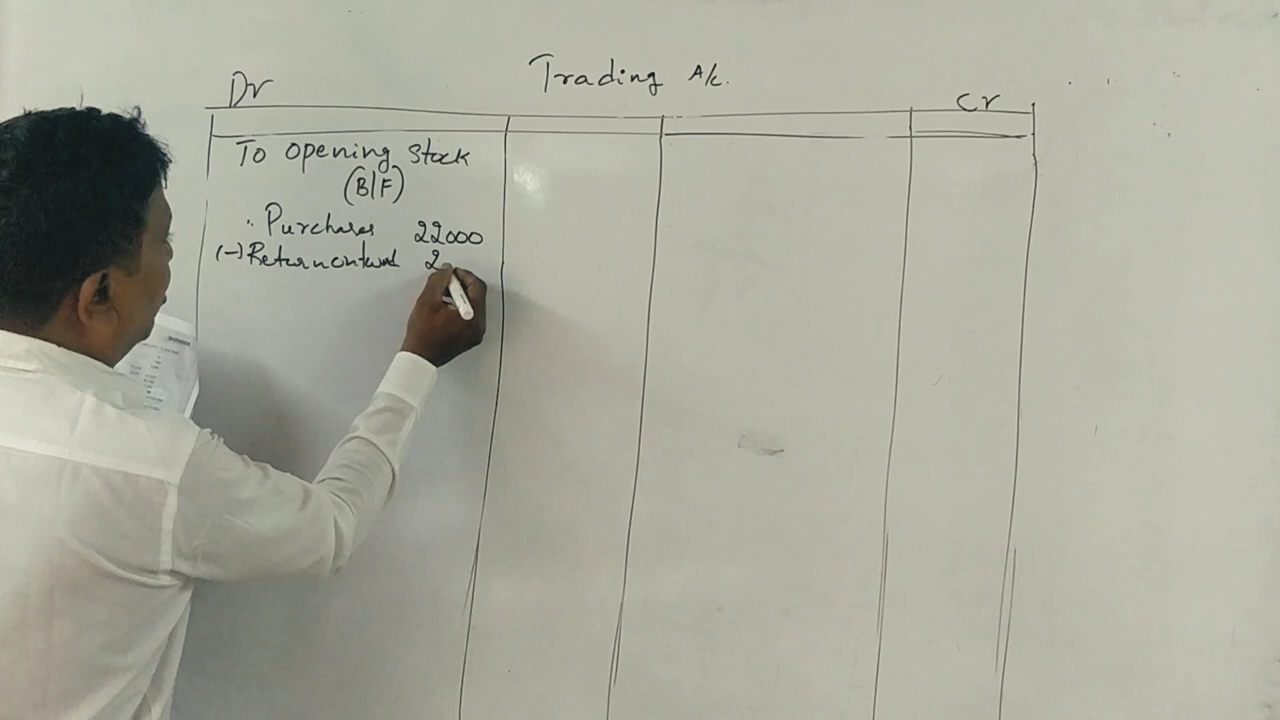 Trading A/c.
Dr
Cr
To opening stock
(B/F)
" Purchases 22000
(-) Return outward 2